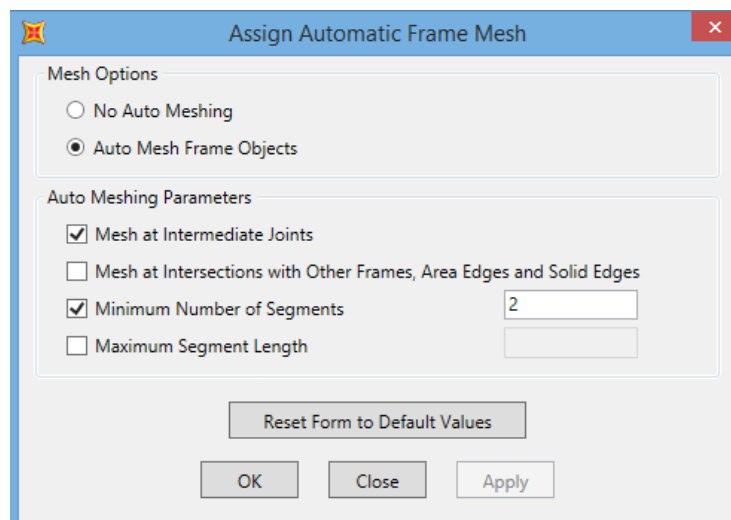 Assign Automatic Frame Mesh
Mesh Options
No Auto Meshing
Auto Mesh Frame Objects
Auto Meshing Parameters
Mesh at Intermediate Joints
Mesh at Intersections with Other Frames, Area Edges and Solid Edges
Minimum Number of Segments 2
Maximum Segment Length
Reset Form to Default Values
OK Close Apply